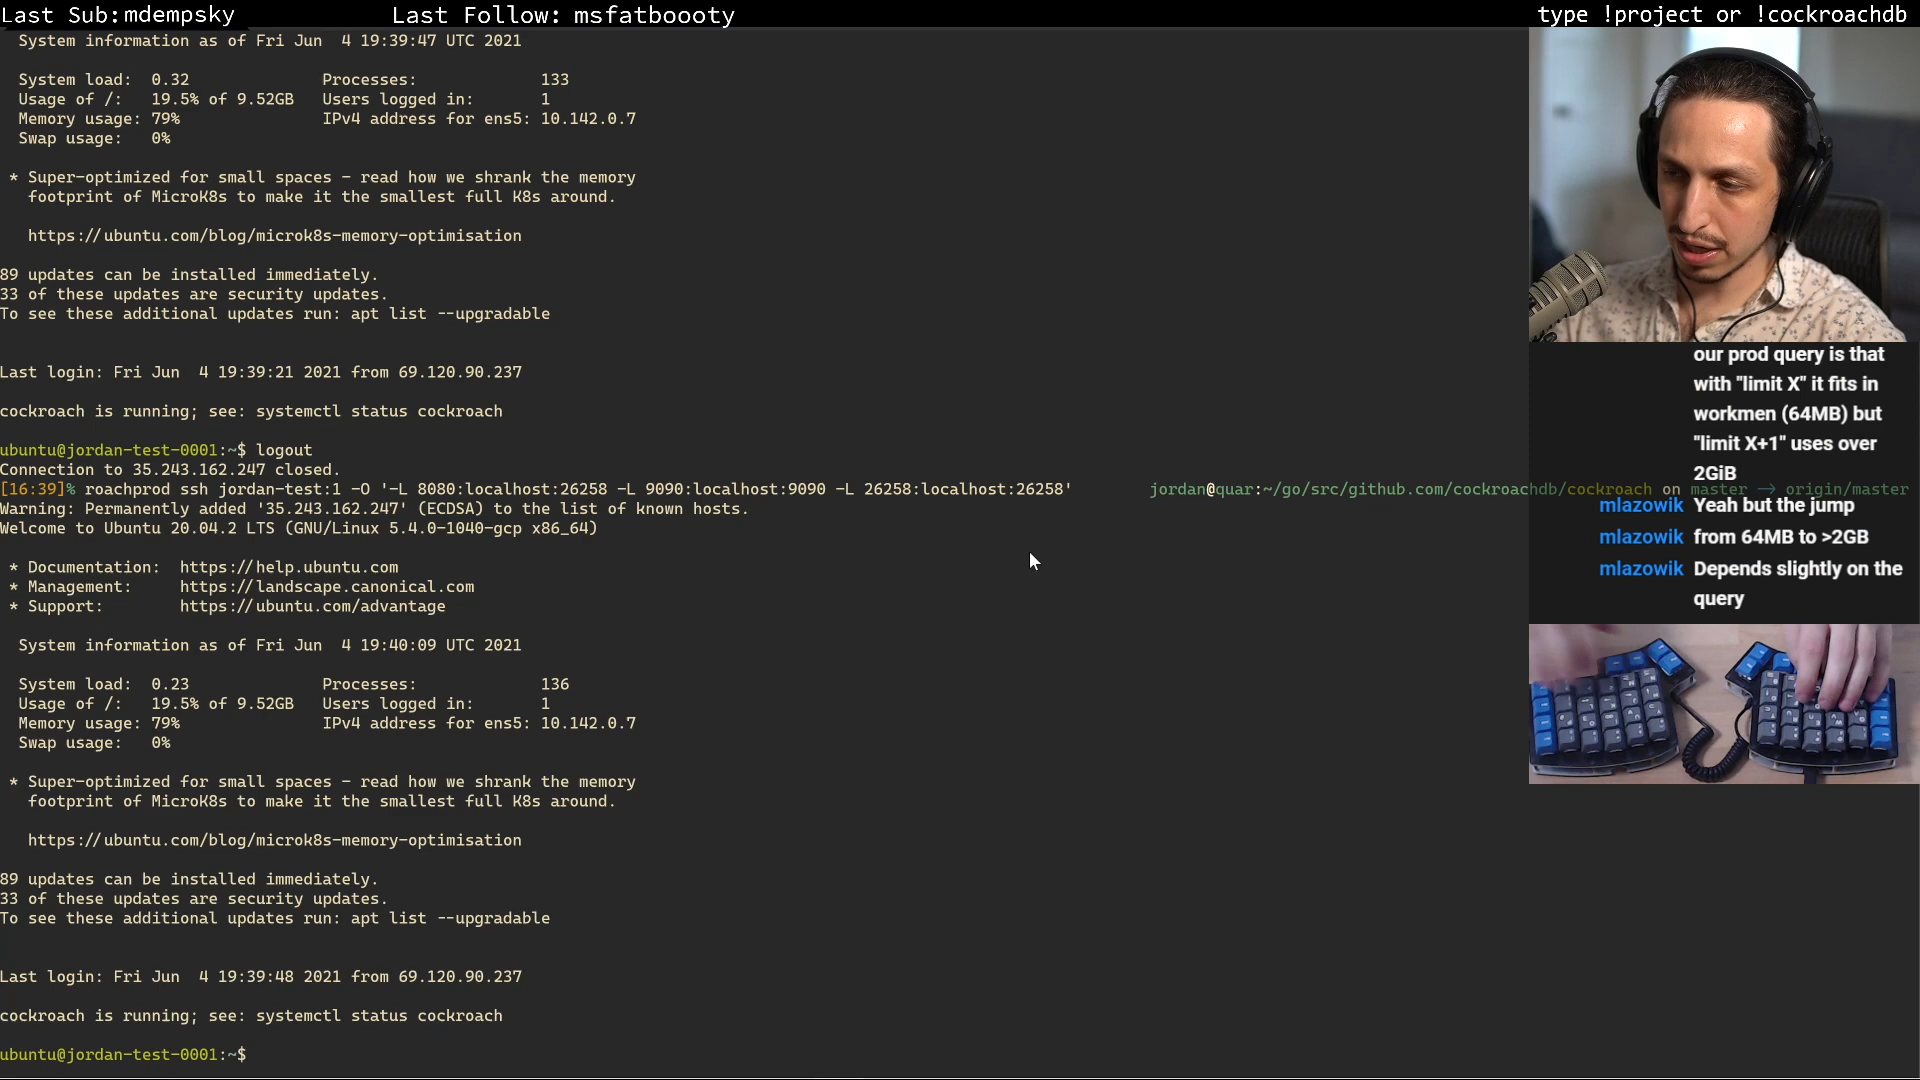 Last Sub: mdempsky
Last Follow: msfatboooty
type !project or !cockroachdb
System information as of Fri Jun  4 19:39:47 UTC 2021
System load:  0.32   Processes:   133
Usage of /:   19.5% of 9.52GB   Users logged in:   1
Memory usage: 79%   IPv4 address for ens5: 10.142.0.7
Swap usage:   0%
* Super-optimized for small spaces - read how we shrank the memory
footprint of MicroK8s to make it the smallest full K8s around.
https://ubuntu.com/blog/microk8s-memory-optimisation
89 updates can be installed immediately.
33 of these updates are security updates.
To see these additional updates run: apt list --upgradable
Last login: Fri Jun  4 19:39:21 2021 from 69.120.90.237
cockroach is running; see: systemctl status cockroach
ubuntu@jordan-test-0001:~$ logout
Connection to 35.243.162.247 closed.
[16:39]% roachprod ssh jordan-test:1 -O '-L 8080:localhost:26258 -L 9090:localhost:9090 -L 26258:localhost:26258'   jordan@quar:~/go/src/github.com/cockroachdb/cockroach on master -> origin/master
Warning: Permanently added '35.243.162.247' (ECDSA) to the list of known hosts.
Welcome to Ubuntu 20.04.2 LTS (GNU/Linux 5.4.0-1040-gcp x86_64)
* Documentation:  https://help.ubuntu.com
* Management:     https://landscape.canonical.com
* Support:        https://ubuntu.com/advantage
System information as of Fri Jun  4 19:40:09 UTC 2021
System load:  0.23   Processes:   136
Usage of /:   19.5% of 9.52GB   Users logged in:   1
Memory usage: 79%   IPv4 address for ens5: 10.142.0.7
Swap usage:   0%
* Super-optimized for small spaces - read how we shrank the memory
footprint of MicroK8s to make it the smallest full K8s around.
https://ubuntu.com/blog/microk8s-memory-optimisation
89 updates can be installed immediately.
33 of these updates are security updates.
To see these additional updates run: apt list --upgradable
Last login: Fri Jun  4 19:39:48 2021 from 69.120.90.237
cockroach is running; see: systemctl status cockroach
ubuntu@jordan-test-0001:~$
our prod query is that
with "limit X" it fits in
workmen (64MB) but
"limit X+1" uses over
2GiB
mlazowik Yeah but the jump
mlazowik from 64MB to >2GB
mlazowik Depends slightly on the
query